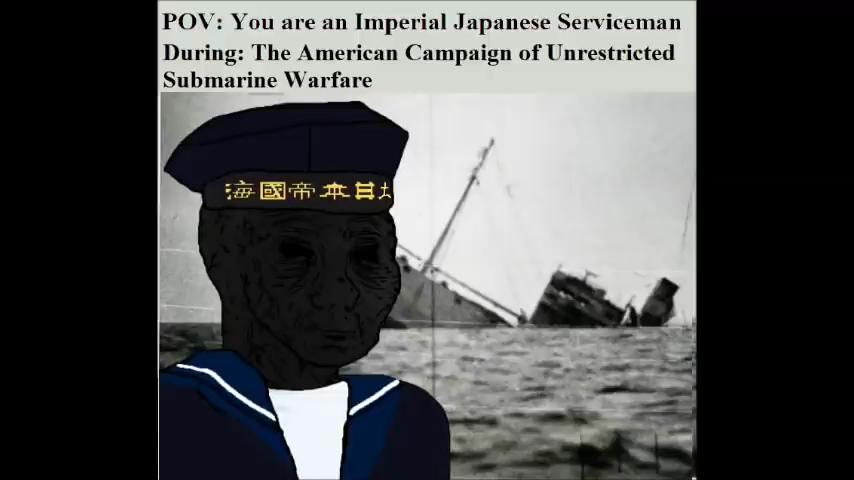 POV: You are an Imperial Japanese Serviceman
During: The American Campaign of Unrestricted
Submarine Warfare
海國帝本日